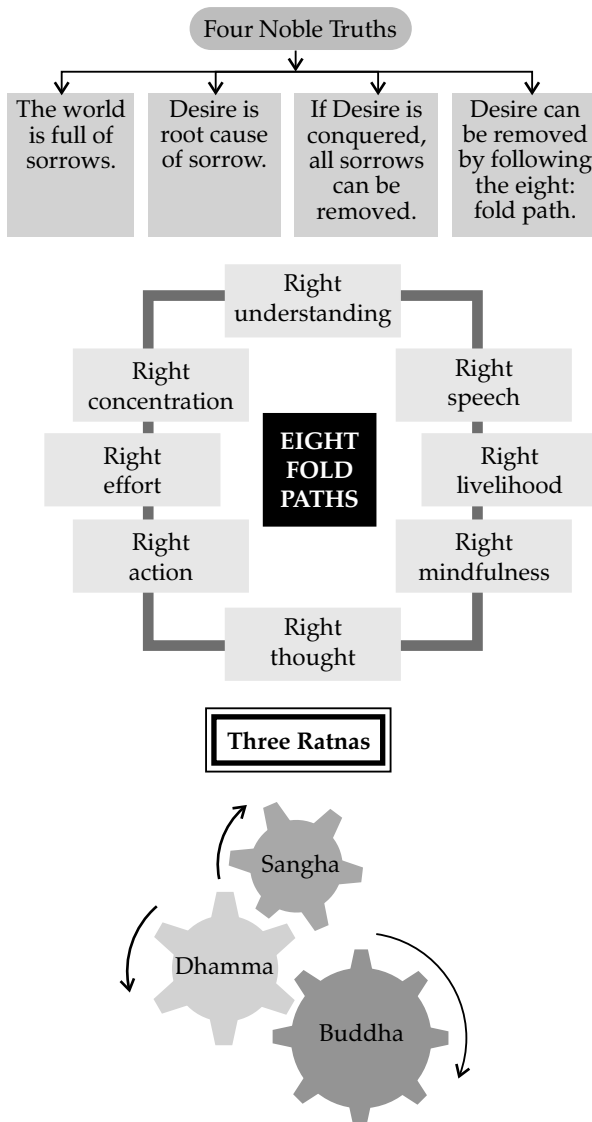 Four Noble Truths
The world
is full of
sorrows.
Desire is
root cause
of sorrow.
If Desire is
conquered,
all sorrows
can be
removed.
Desire can
be removed
by following
the eight:
fold path.
Right
understanding
Right
concentration
Right
speech
EIGHT
FOLD
PATHS
Right
effort
Right
livelihood
Right
action
Right
mindfulness
Right
thought
Three Ratnas
Sangha
Dhamma
Buddha